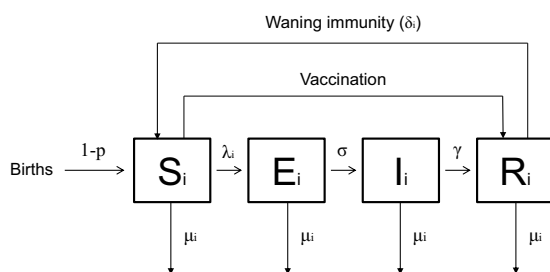 Waning immunity (δi)
Vaccination
Births
1-p
Si
λi
Ei
σ
Ii
γ
Ri
μi
μi
μi
μi